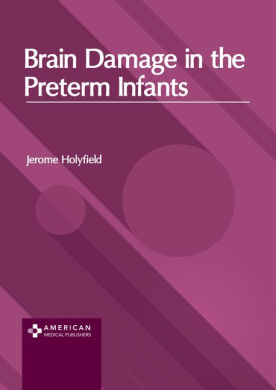 Brain Damage in the
Preterm Infants
Jerome Holyfield
AMERICAN
MEDICAL PUBLISHERS